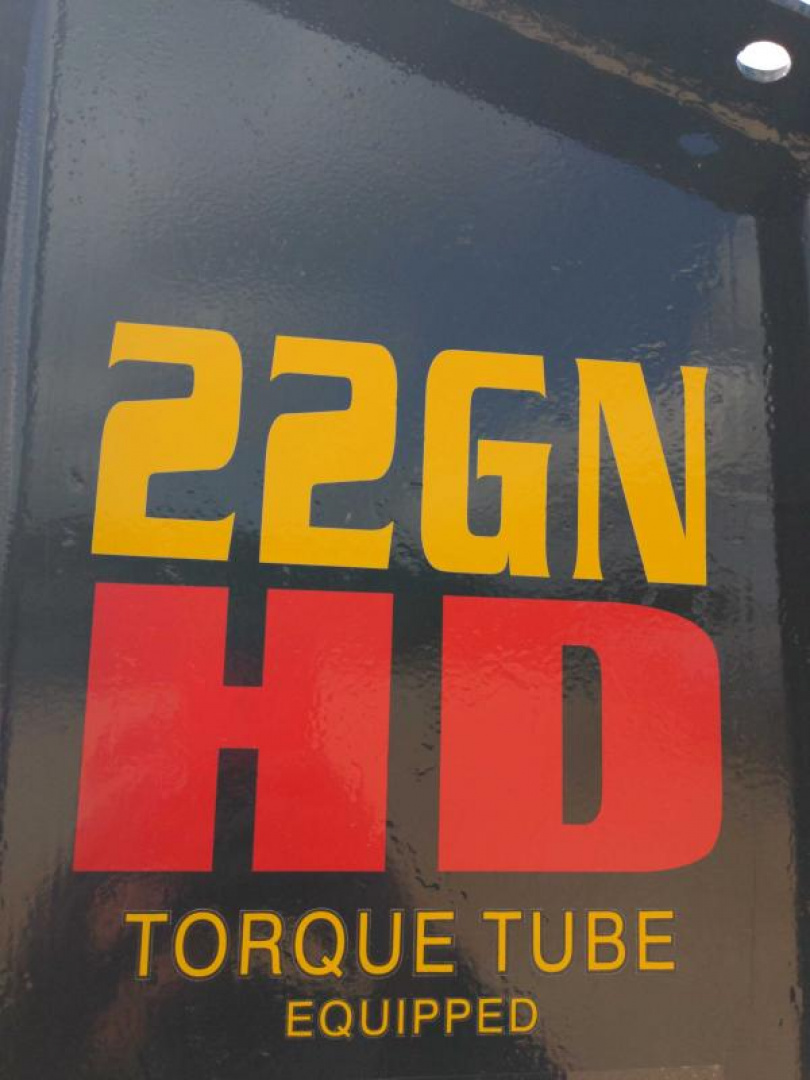 22GN
HD
TORQUE TUBE
EQUIPPED